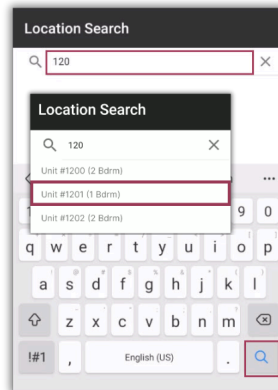 Location Search
120
Location Search
120
Unit #1200 (2 Bdrm)
Unit #1201 (1 Bdrm)
Unit #1202 (2 Bdrm)
1 9 0
q w e r t y u i o p
a s d f g h j k l
z x c v b n m
!#1 , English (US) .